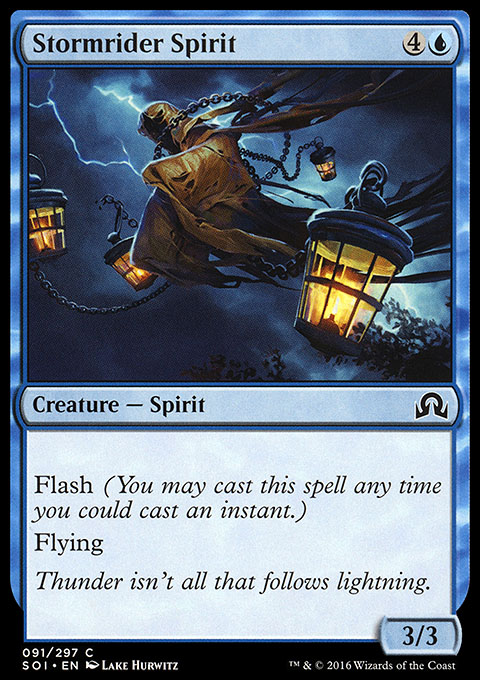 Stormrider Spirit 4
Creature — Spirit
Flash (You may cast this spell any time
you could cast an instant.)
Flying
Thunder isn't all that follows lightning.
3/3
091/297 C
SOI • EN Lake Hurwitz
™ & © 2016 Wizards of the Coast